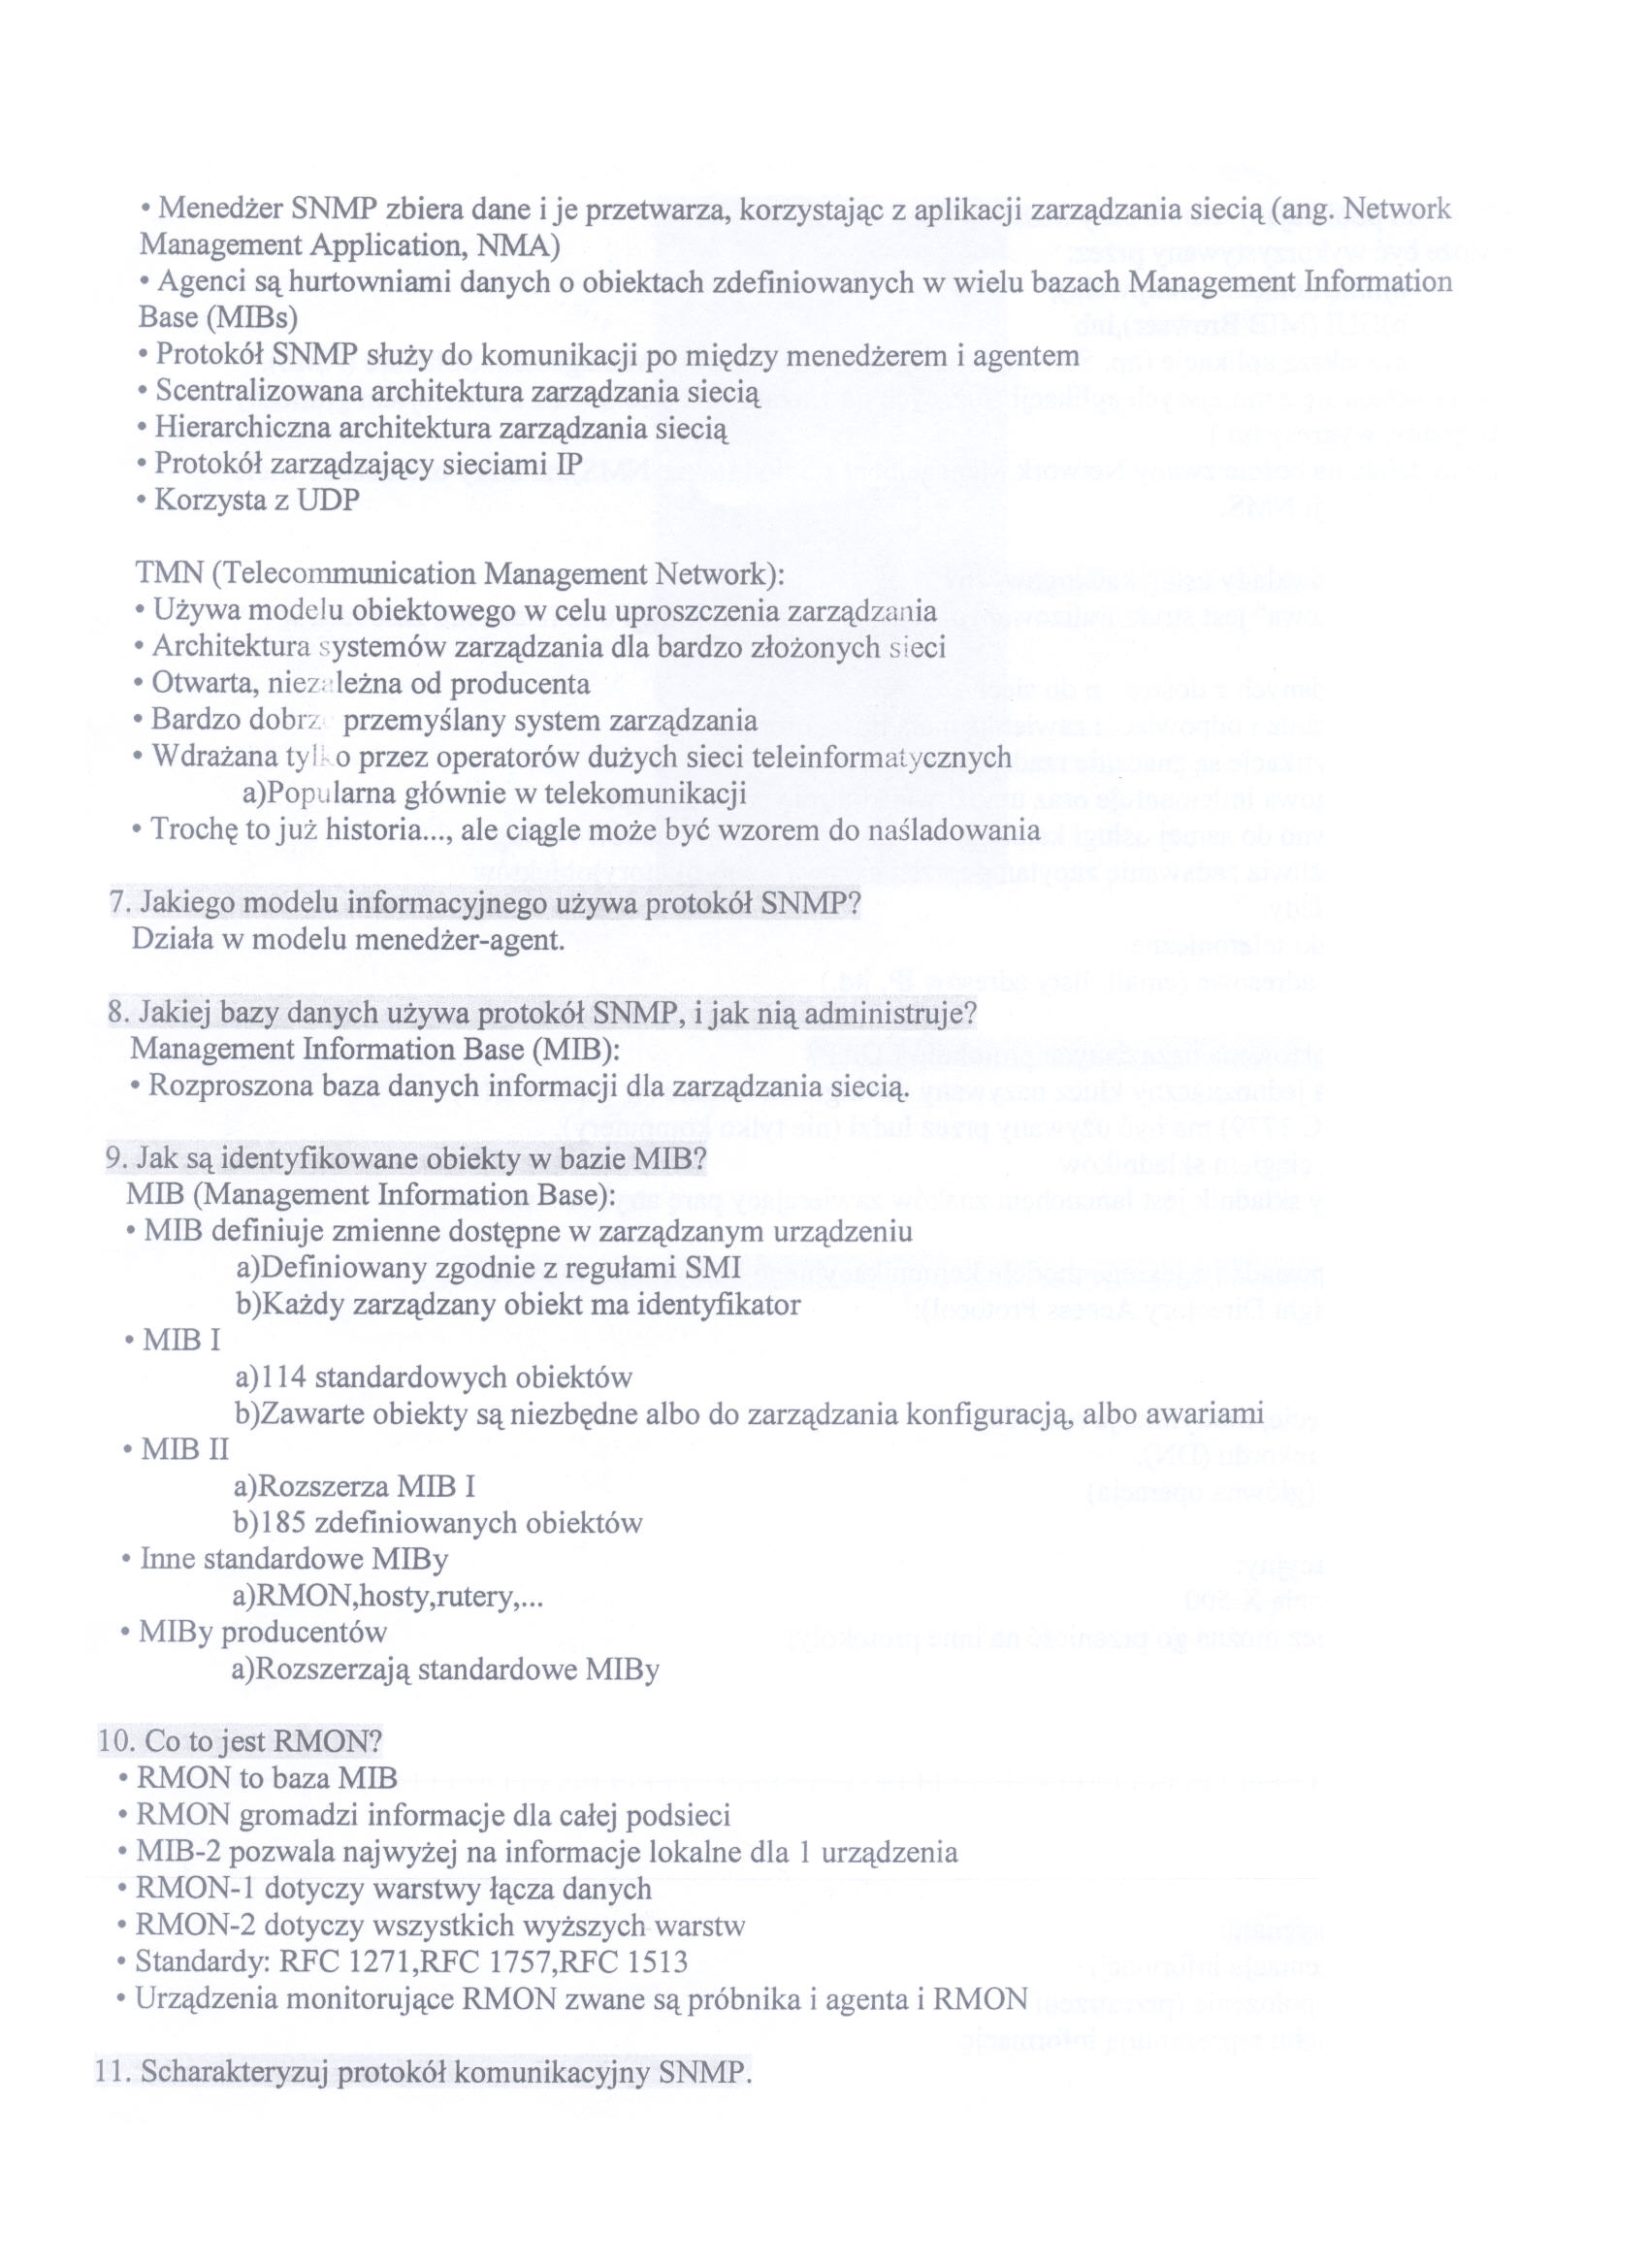 • Menedżer SNMP zbiera dane i je przetwarza, korzystając z aplikacji zarządzania siecią (ang. Network
Management Application, NMA)
• Agenci są hurtowniami danych o obiektach zdefiniowanych w wielu bazach Management Information
Base (MIBs)
• Protokół SNMP służy do komunikacji po między menedżerem i agentem
• Scentralizowana architektura zarządzania siecią
• Hierarchiczna architektura zarządzania siecią
• Protokół zarządzający sieciami IP
• Korzysta z UDP
TMN (Telecommunication Management Network):
• Używa modelu obiektowego w celu uproszczenia zarządzania
• Architektura systemów zarządzania dla bardzo złożonych sieci
• Otwarta, niezależna od producenta
• Bardzo dobrze przemyślany system zarządzania
• Wdrażana tylko przez operatorów dużych sieci teleinformatycznych
a)Popularna głównie w telekomunikacji
• Trochę to już historia..., ale ciągle może być wzorem do naśladowania
7. Jakiego modelu informacyjnego używa protokół SNMP?
Działa w modelu menedżer-agent.
8. Jakiej bazy danych używa protokół SNMP, i jak nią administruje?
Management Information Base (MIB):
• Rozproszona baza danych informacji dla zarządzania siecią.
9. Jak są identyfikowane obiekty w bazie MIB?
MIB (Management Information Base):
• MIB definiuje zmienne dostępne w zarządzanym urządzeniu
a)Definiowany zgodnie z regułami SMI
b)Każdy zarządzany obiekt ma identyfikator
• MIB I
a)114 standardowych obiektów
b)Zawarte obiekty są niezbędne albo do zarządzania konfiguracją, albo awariami
• MIB II
a)Rozszerza MIB I
b)185 zdefiniowanych obiektów
• Inne standardowe MIBy
a)RMON,hosty,rutery,...
• MIBy producentów
a)Rozszerzają standardowe MIBy
10. Co to jest RMON?
• RMON to baza MIB
• RMON gromadzi informacje dla całej podsieci
• MIB-2 pozwala najwyżej na informacje lokalne dla 1 urządzenia
• RMON-1 dotyczy warstwy łącza danych
• RMON-2 dotyczy wszystkich wyższych warstw
• Standardy: RFC 1271,RFC 1757,RFC 1513
• Urządzenia monitorujące RMON zwane są próbnika i agenta i RMON
11. Scharakteryzuj protokół komunikacyjny SNMP.